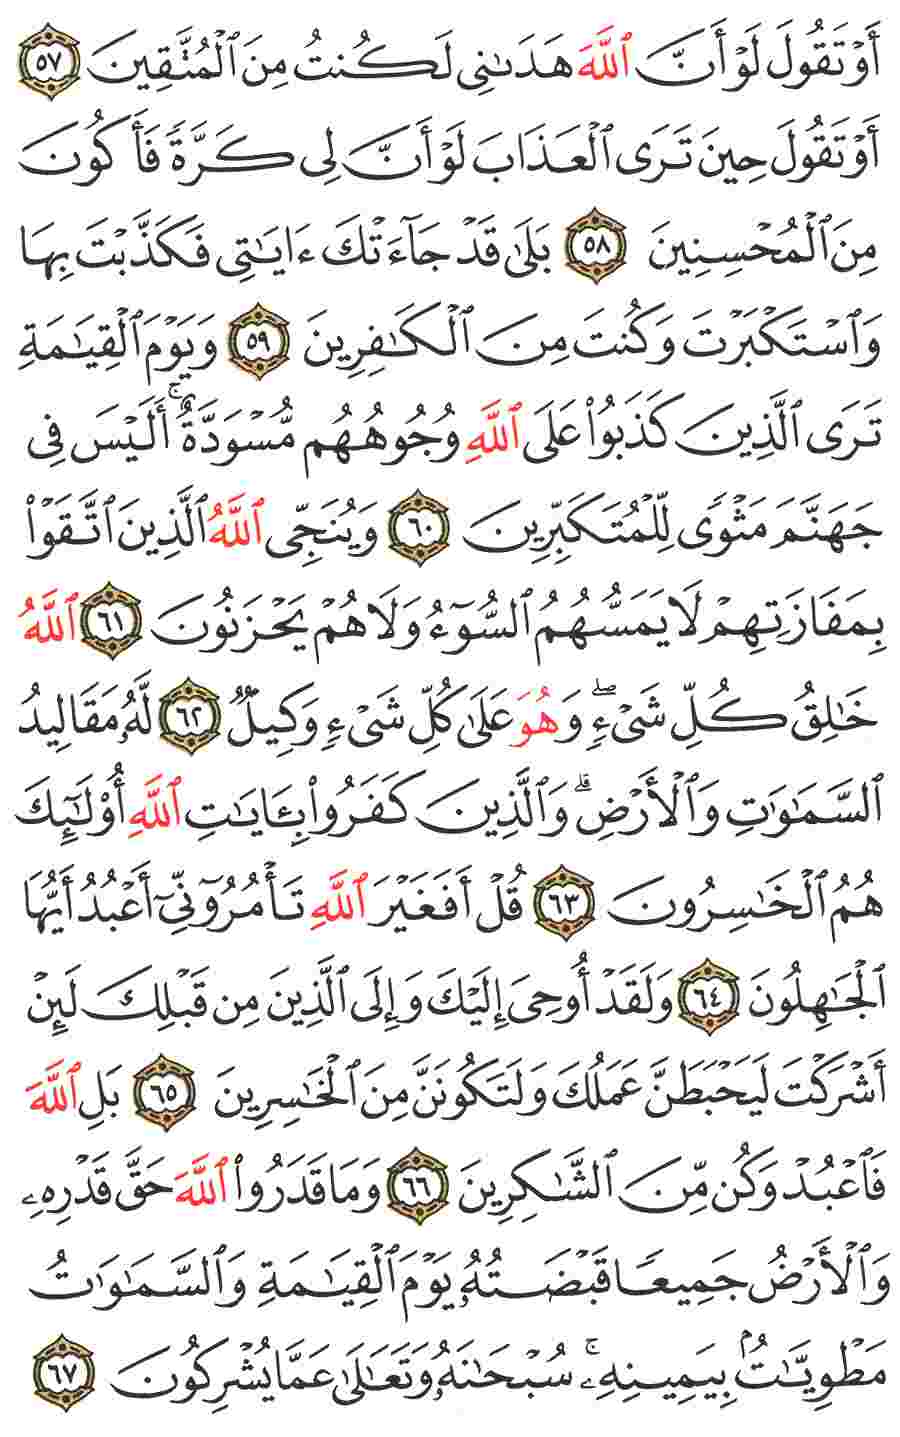 أَوْ تَقُولَ لَوْ أَنَّ ٱللَّهَ هَدَىٰنِى لَكُنتُ مِنَ ٱلْمُتَّقِينَ ٥٧
أَوْ تَقُولَ حِينَ تَرَى ٱلْعَذَابَ لَوْ أَنَّ لِى كَرَّةً فَأَكُونَ
مِنَ ٱلْمُحْسِنِينَ ٥٨ بَلَىٰ قَدْ جَآءَتْكَ ءَايَٰتِى فَكَذَّبْتَ بِهَا
وَٱسْتَكْبَرْتَ وَكُنتَ مِنَ ٱلْكَٰفِرِينَ ٥٩ وَيَوْمَ ٱلْقِيَٰمَةِ
تَرَى ٱلَّذِينَ كَذَبُوا۟ عَلَى ٱللَّهِ وُجُوهُهُم مُّسْوَدَّةٌ ۚ أَلَيْسَ فِى
جَهَنَّمَ مَثْوًى لِّلْمُتَكَبِّرِينَ ٦٠ وَيُنَجِّى ٱللَّهُ ٱلَّذِينَ ٱتَّقَوْا۟
بِمَفَازَتِهِمْ لَا يَمَسُّهُمُ ٱلسُّوٓءُ وَلَا هُمْ يَحْزَنُونَ ٦١ ٱللَّهُ
خَٰلِقُ كُلِّ شَىْءٍ ۖ وَهُوَ عَلَىٰ كُلِّ شَىْءٍ وَكِيلٌ ٦٢ لَّهُۥ مَقَالِيدُ
ٱلسَّمَٰوَٰتِ وَٱلْأَرْضِ ۗ وَٱلَّذِينَ كَفَرُوا۟ بِـَٔايَٰتِ ٱللَّهِ أُو۟لَٰٓئِكَ
هُمُ ٱلْخَٰسِرُونَ ٦٣ قُلْ أَفَغَيْرَ ٱللَّهِ تَأْمُرُوٓنِّىٓ أَعْبُدُ أَيُّهَا
ٱلْجَٰهِلُونَ ٦٤ وَلَقَدْ أُوحِىَ إِلَيْكَ وَإِلَى ٱلَّذِينَ مِن قَبْلِكَ لَئِنْ
أَشْرَكْتَ لَيَحْبَطَنَّ عَمَلُكَ وَلَتَكُونَنَّ مِنَ ٱلْخَٰسِرِينَ ٦٥ بَلِ ٱللَّهَ
فَٱعْبُدْ وَكُن مِّنَ ٱلشَّٰكِرِينَ ٦٦ وَمَا قَدَرُوا۟ ٱللَّهَ حَقَّ قَدْرِهِۦ
وَٱلْأَرْضُ جَمِيعًا قَبْضَتُهُۥ يَوْمَ ٱلْقِيَٰمَةِ وَٱلسَّمَٰوَٰتُ
مَطْوِيَّٰتٌۢ بِيَمِينِهِۦ ۚ سُبْحَٰنَهُۥ وَتَعَٰلَىٰ عَمَّا يُشْرِكُونَ ٦٧